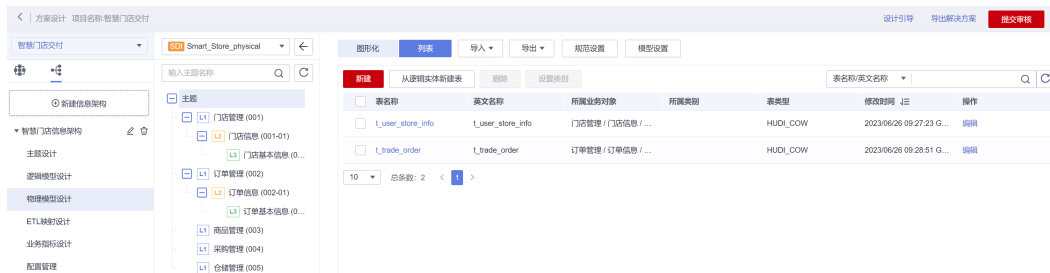 方案设计 项目名称:智慧门店交付 设计引导 导出解决方案 提交审核
智慧门店交付
新建信息架构
智慧门店信息架构
主题设计
逻辑模型设计
物理模型设计
ETL映射设计
业务指标设计
配置管理
SDI Smart_Store_physical
输入主题名称
主题
L1 门店管理 (001)
L2 门店信息 (001-01)
L3 门店基本信息 (0...
L1 订单管理 (002)
L2 订单信息 (002-01)
L3 订单基本信息 (0...
L1 商品管理 (003)
L1 采购管理 (004)
L1 仓储管理 (005)
图形化 列表 导入 导出 规范设置 模型设置
新建 从逻辑实体新建表 删除 设置类别 表名称/英文名称
表名称 英文名称 所属业务对象 所属类别 表类型 修改时间 操作
t_user_store_info t_user_store_info 门店管理 / 门店信息 / ... HUDI_COW 2023/06/26 09:27:23 G... 编辑
t_trade_order t_trade_order 订单管理 / 订单信息 / ... HUDI_COW 2023/06/26 09:28:51 G... 编辑
10 总条数: 2 < 1 >